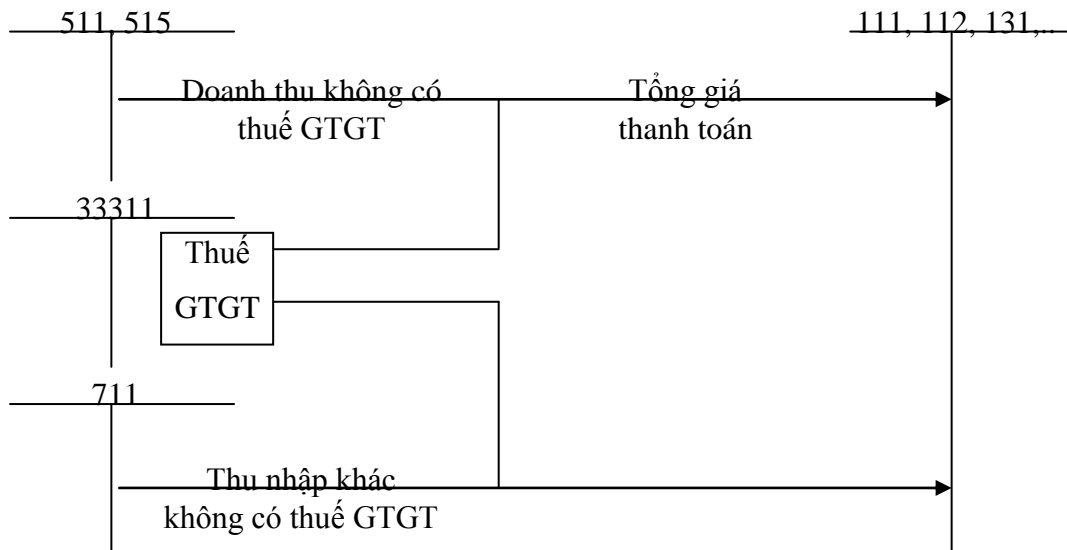 511, 515
111, 112, 131,..
Doanh thu không có
thuế GTGT
Tổng giá
thanh toán
33311
Thuế
GTGT
711
Thu nhập khác
không có thuế GTGT